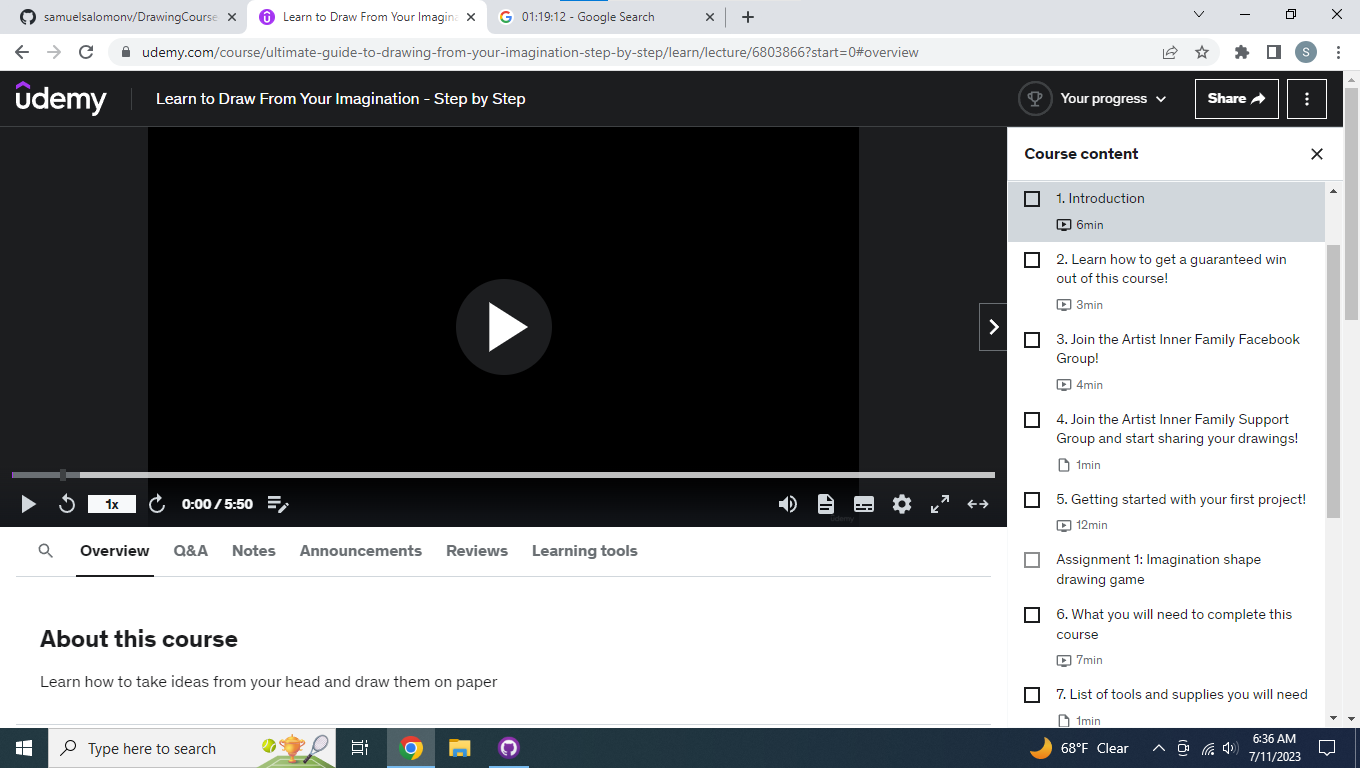 samuelsalomonv/DrawingCourse
Learn to Draw From Your Imagina
01:19:12 - Google Search
udemy.com/course/ultimate-guide-to-drawing-from-your-imagination-step-by-step/learn/lecture/6803866?start=0#overview
S
udemy
Learn to Draw From Your Imagination - Step by Step
Your progress
Share
Course content
1. Introduction
6min
2. Learn how to get a guaranteed win
out of this course!
3min
3. Join the Artist Inner Family Facebook
Group!
4min
4. Join the Artist Inner Family Support
Group and start sharing your drawings!
1min
5. Getting started with your first project!
12min
Assignment 1: Imagination shape
drawing game
6. What you will need to complete this
course
7min
7. List of tools and supplies you will need
1min
1x
0:00 / 5:50
Udemy
Overview
Q&A
Notes
Announcements
Reviews
Learning tools
About this course
Learn how to take ideas from your head and draw them on paper
Type here to search
68°F Clear
6:36 AM
7/11/2023